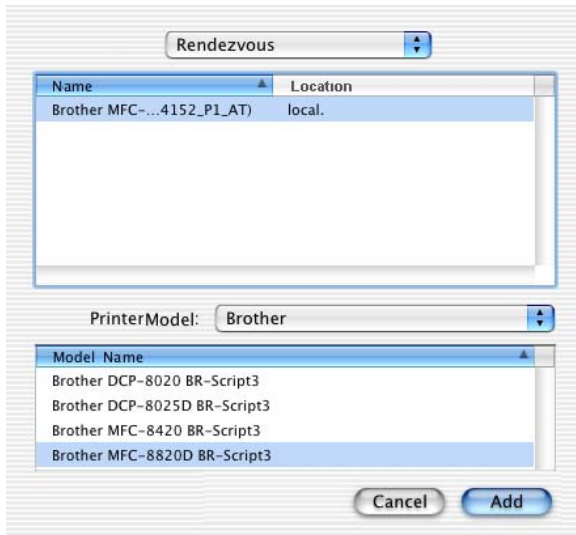 Rendezvous
Name Location
Brother MFC-...4152_P1_AT) local.
PrinterModel: Brother
Model Name
Brother DCP-8020 BR-Script3
Brother DCP-8025D BR-Script3
Brother MFC-8420 BR-Script3
Brother MFC-8820D BR-Script3
Cancel Add